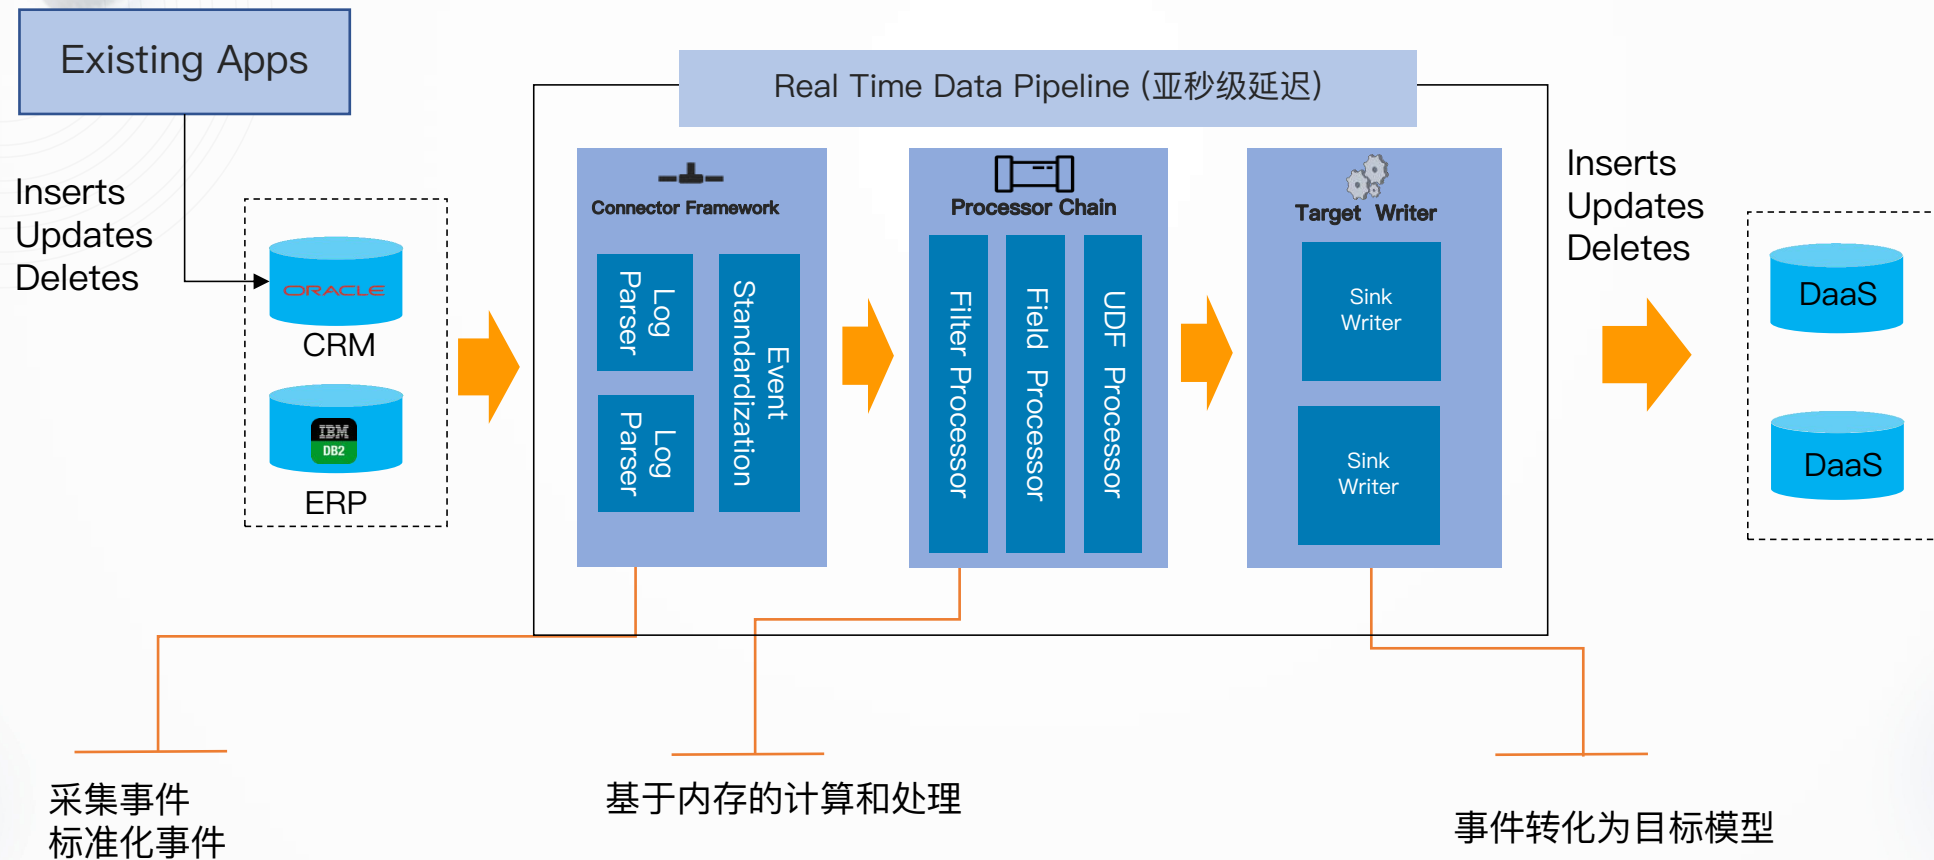 Existing Apps
Real Time Data Pipeline (亚秒级延迟)
Inserts
Updates
Deletes
ORACLE
CRM
IBM
DB2
ERP
Connector Framework
Log
Parser
Log
Parser
Event
Standardization
Processor Chain
Filter Processor
Field Processor
UDF Processor
Target Writer
Sink
Writer
Sink
Writer
Inserts
Updates
Deletes
DaaS
DaaS
采集事件
标准化事件
基于内存的计算和处理
事件转化为目标模型